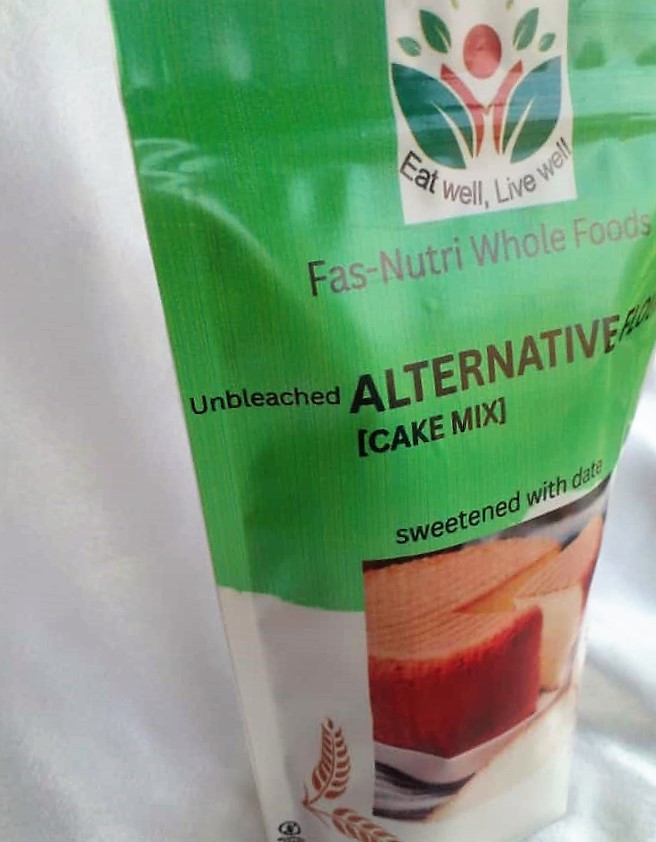 Eat well, Live well!
Fas-Nutri Whole Foods
Unbleached ALTERNATIVE
[CAKE MIX]
sweetened with date